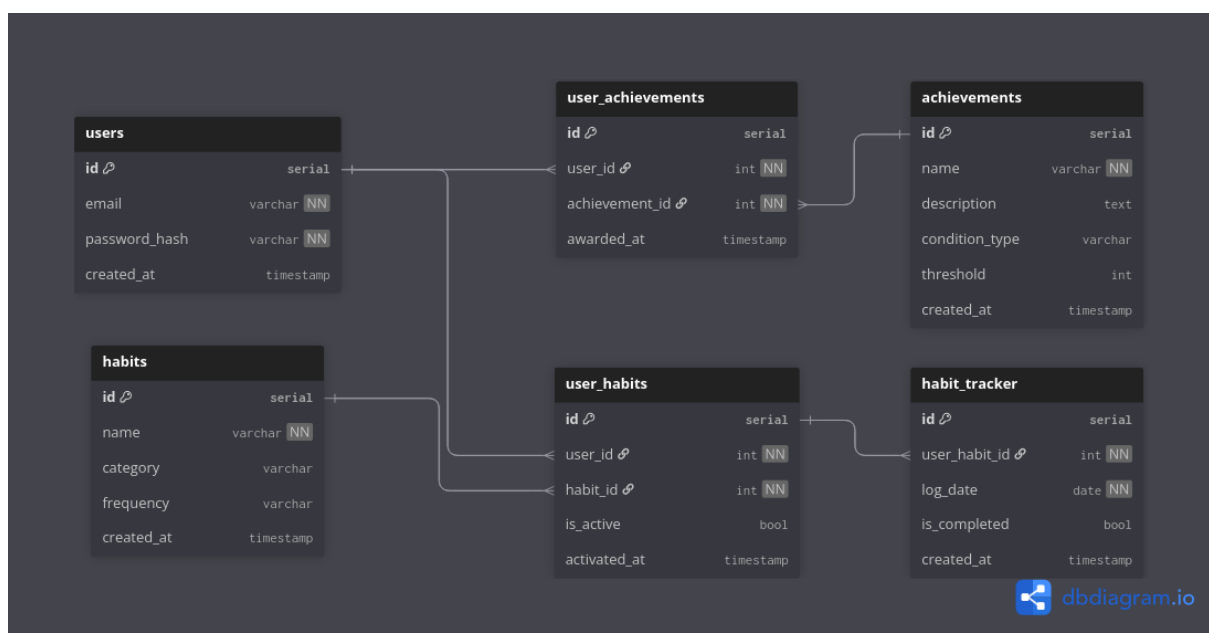 users
id serial
email varchar NN
password_hash varchar NN
created_at timestamp
habits
id serial
name varchar NN
category varchar
frequency varchar
created_at timestamp
user_achievements
id serial
user_id int NN
achievement_id int NN
awarded_at timestamp
user_habits
id serial
user_id int NN
habit_id int NN
is_active bool
activated_at timestamp
achievements
id serial
name varchar NN
description text
condition_type varchar
threshold int
created_at timestamp
habit_tracker
id serial
user_habit_id int NN
log_date date NN
is_completed bool
created_at timestamp
dbdiagram.io